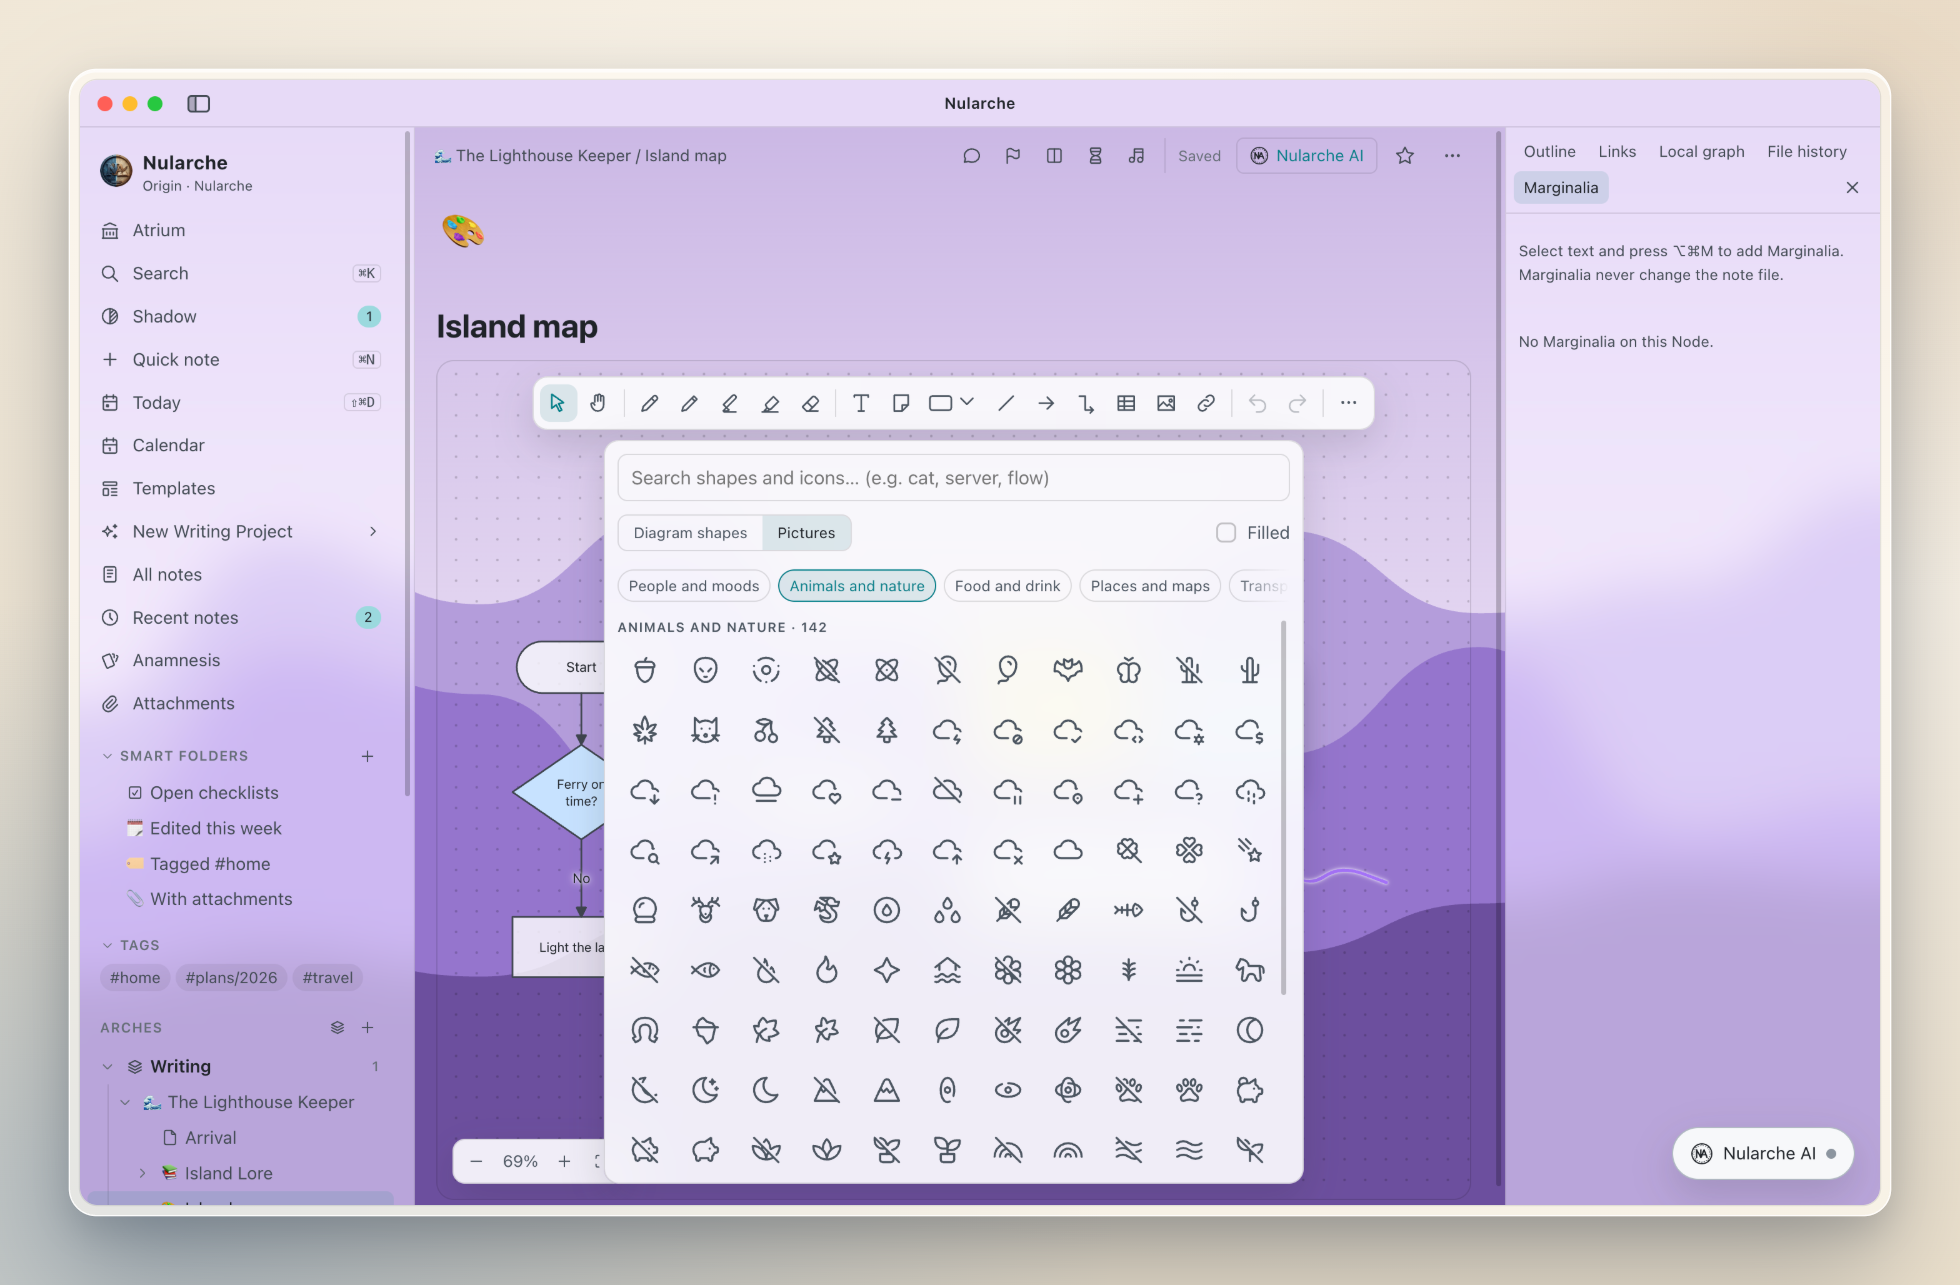 Nularche
Nularche
Origin · Nularche
Atrium
Search ⌘K
Shadow 1
Quick note ⌘N
Today ⇧⌘D
Calendar
Templates
New Writing Project
All notes
Recent notes 2
Anamnesis
Attachments
SMART FOLDERS
Open checklists
Edited this week
Tagged #home
With attachments
TAGS
#home #plans/2026 #travel
ARCHES
Writing 1
The Lighthouse Keeper
Arrival
Island Lore
The Lighthouse Keeper / Island map
Saved
Nularche AI
Island map
Search shapes and icons... (e.g. cat, server, flow)
Diagram shapes Pictures Filled
People and moods Animals and nature Food and drink Places and maps Transp
ANIMALS AND NATURE · 142
Start
Ferry on
time?
No
Light the la
69%
Outline Links Local graph File history
Marginalia
Select text and press ⌥⌘M to add Marginalia.
Marginalia never change the note file.
No Marginalia on this Node.
Nularche AI